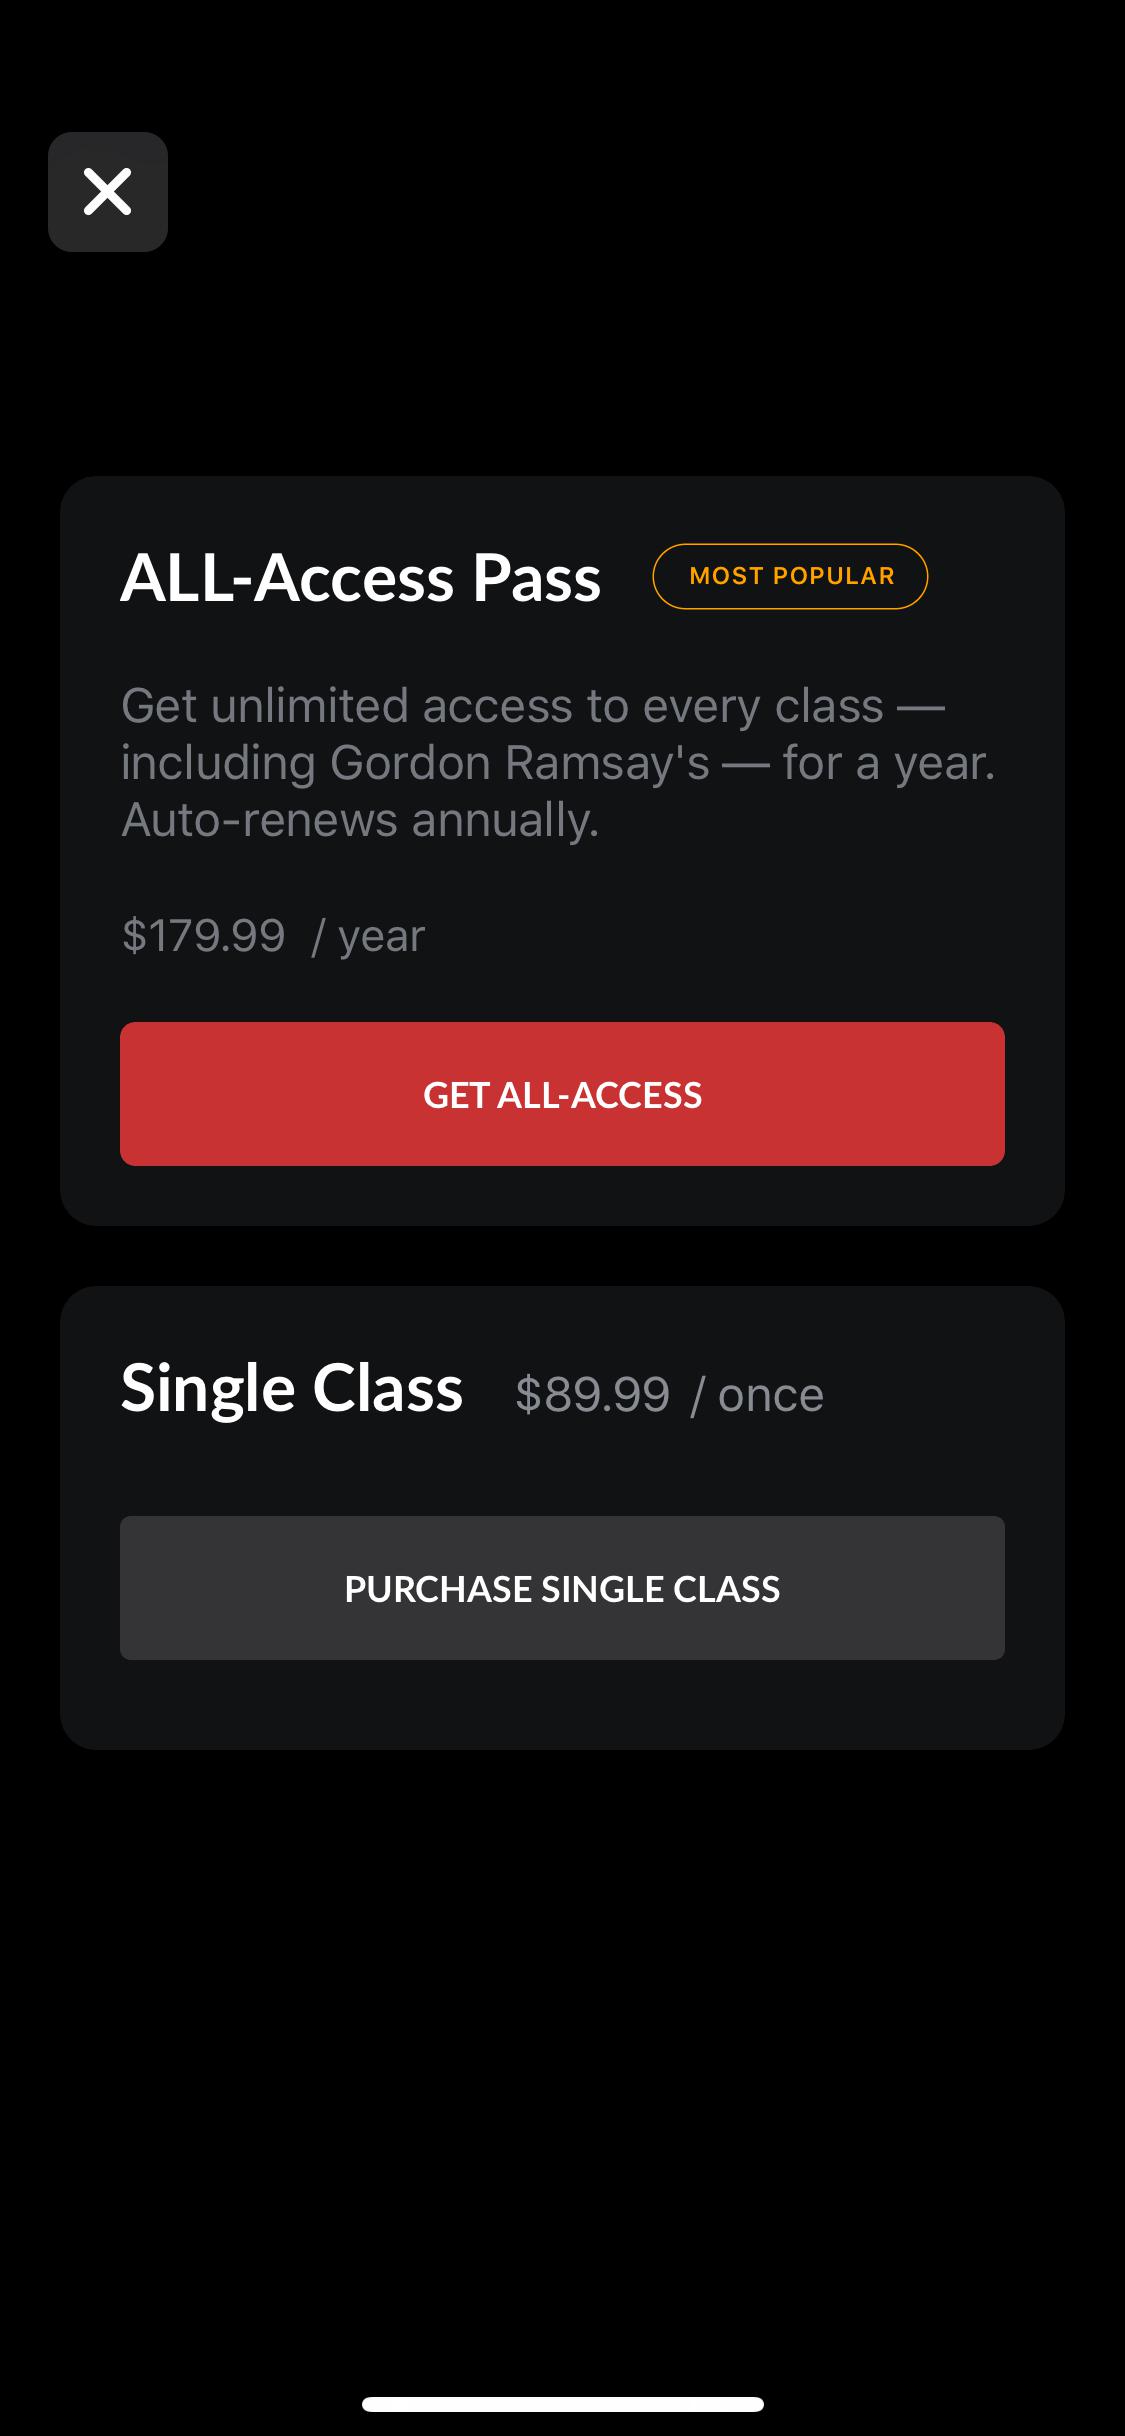 ALL-Access Pass MOST POPULAR
Get unlimited access to every class —
including Gordon Ramsay's — for a year.
Auto-renews annually.
$179.99 / year
GET ALL-ACCESS
Single Class $89.99 / once
PURCHASE SINGLE CLASS